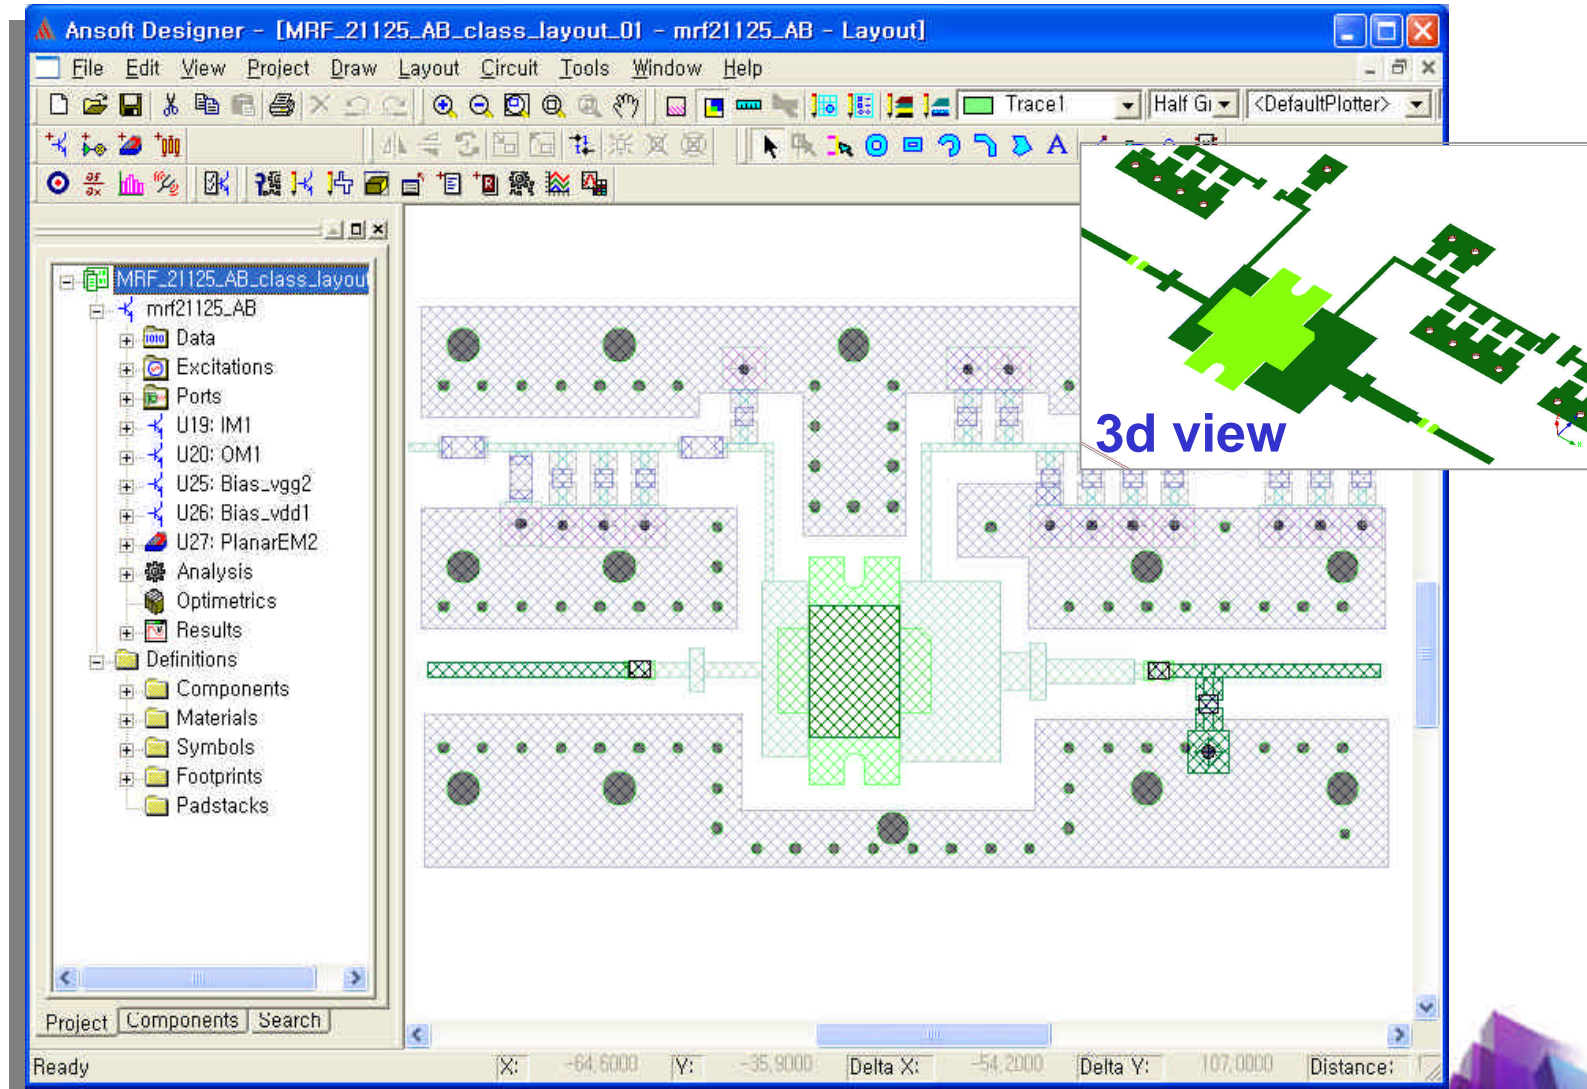 Ansoft Designer - [MRF_21125_AB_class_layout_01 - mrf21125_AB - Layout]
File Edit View Project Draw Layout Circuit Tools Window Help
Trace1 Half Gi <DefaultPlotter>
MRF_21125_AB_class_layout
mrf21125_AB
Data
Excitations
Ports
U19: IM1
U20: OM1
U25: Bias_vgg2
U26: Bias_vdd1
U27: PlanarEM2
Analysis
Optimetrics
Results
Definitions
Components
Materials
Symbols
Footprints
Padstacks
3d view
Project Components Search
Ready X: -64,6000 Y: -35,9000 Delta X: -54,2000 Delta Y: 107,0000 Distance: